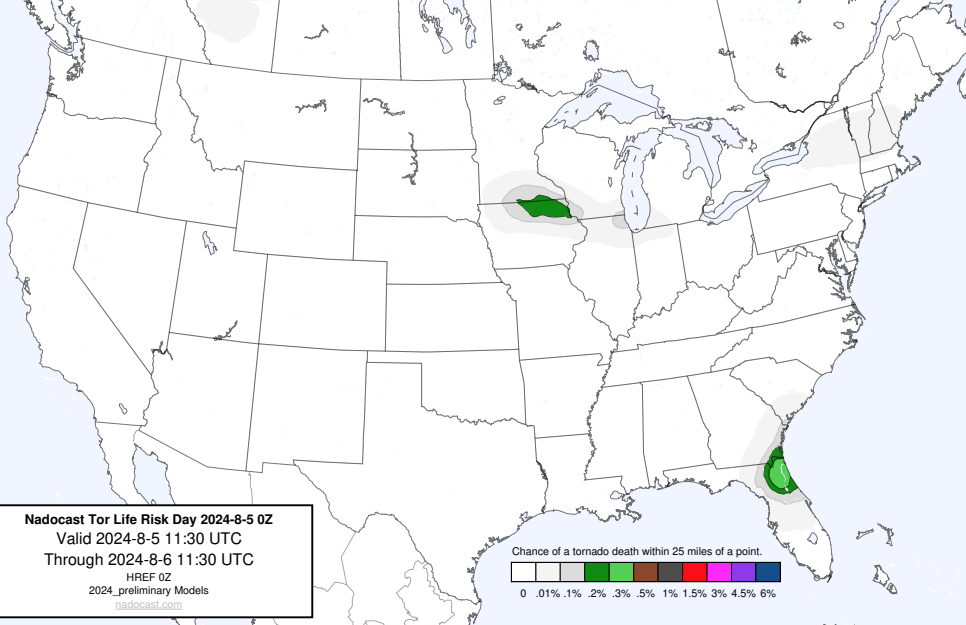 Nadocast Tor Life Risk Day 2024-8-5 0Z
Valid 2024-8-5 11:30 UTC
Through 2024-8-6 11:30 UTC
HREF 0Z
2024_preliminary Models
nadocast.com
Chance of a tornado death within 25 miles of a point.
0 .01% .1% .2% .3% .5% 1% 1.5% 3% 4.5% 6%